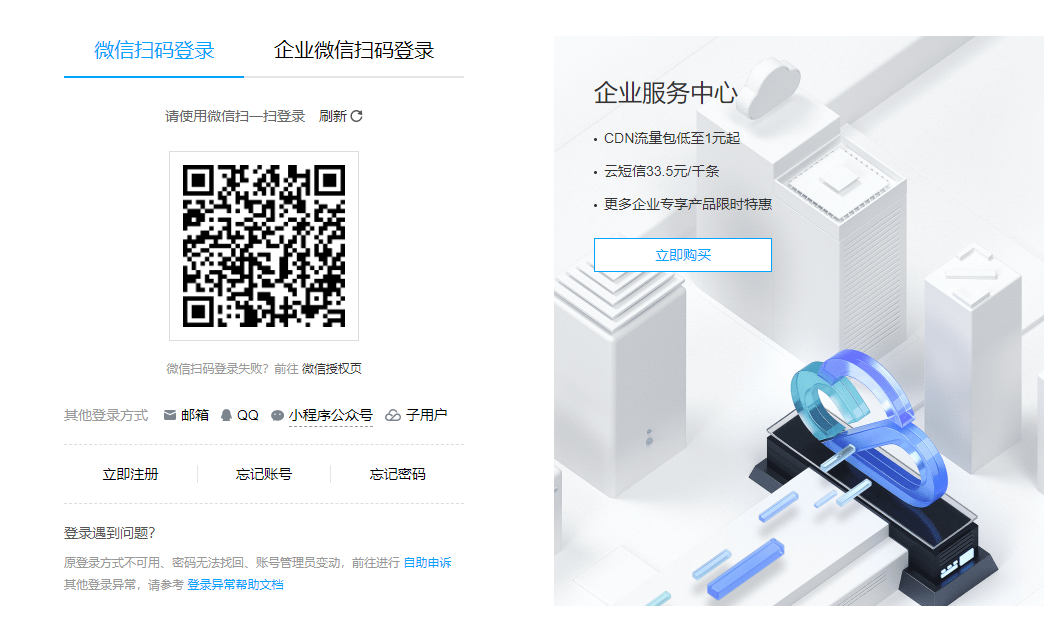 微信扫码登录 企业微信扫码登录
请使用微信扫一扫登录 刷新
微信扫码登录失败？前往 微信授权页
其他登录方式 邮箱 QQ 小程序公众号 子用户
立即注册 忘记账号 忘记密码
登录遇到问题？
原登录方式不可用、密码无法找回、账号管理员变动，前往进行 自助申诉
其他登录异常，请参考 登录异常帮助文档
企业服务中心
· CDN流量包低至1元起
· 云短信33.5元/千条
· 更多企业专享产品限时特惠
立即购买